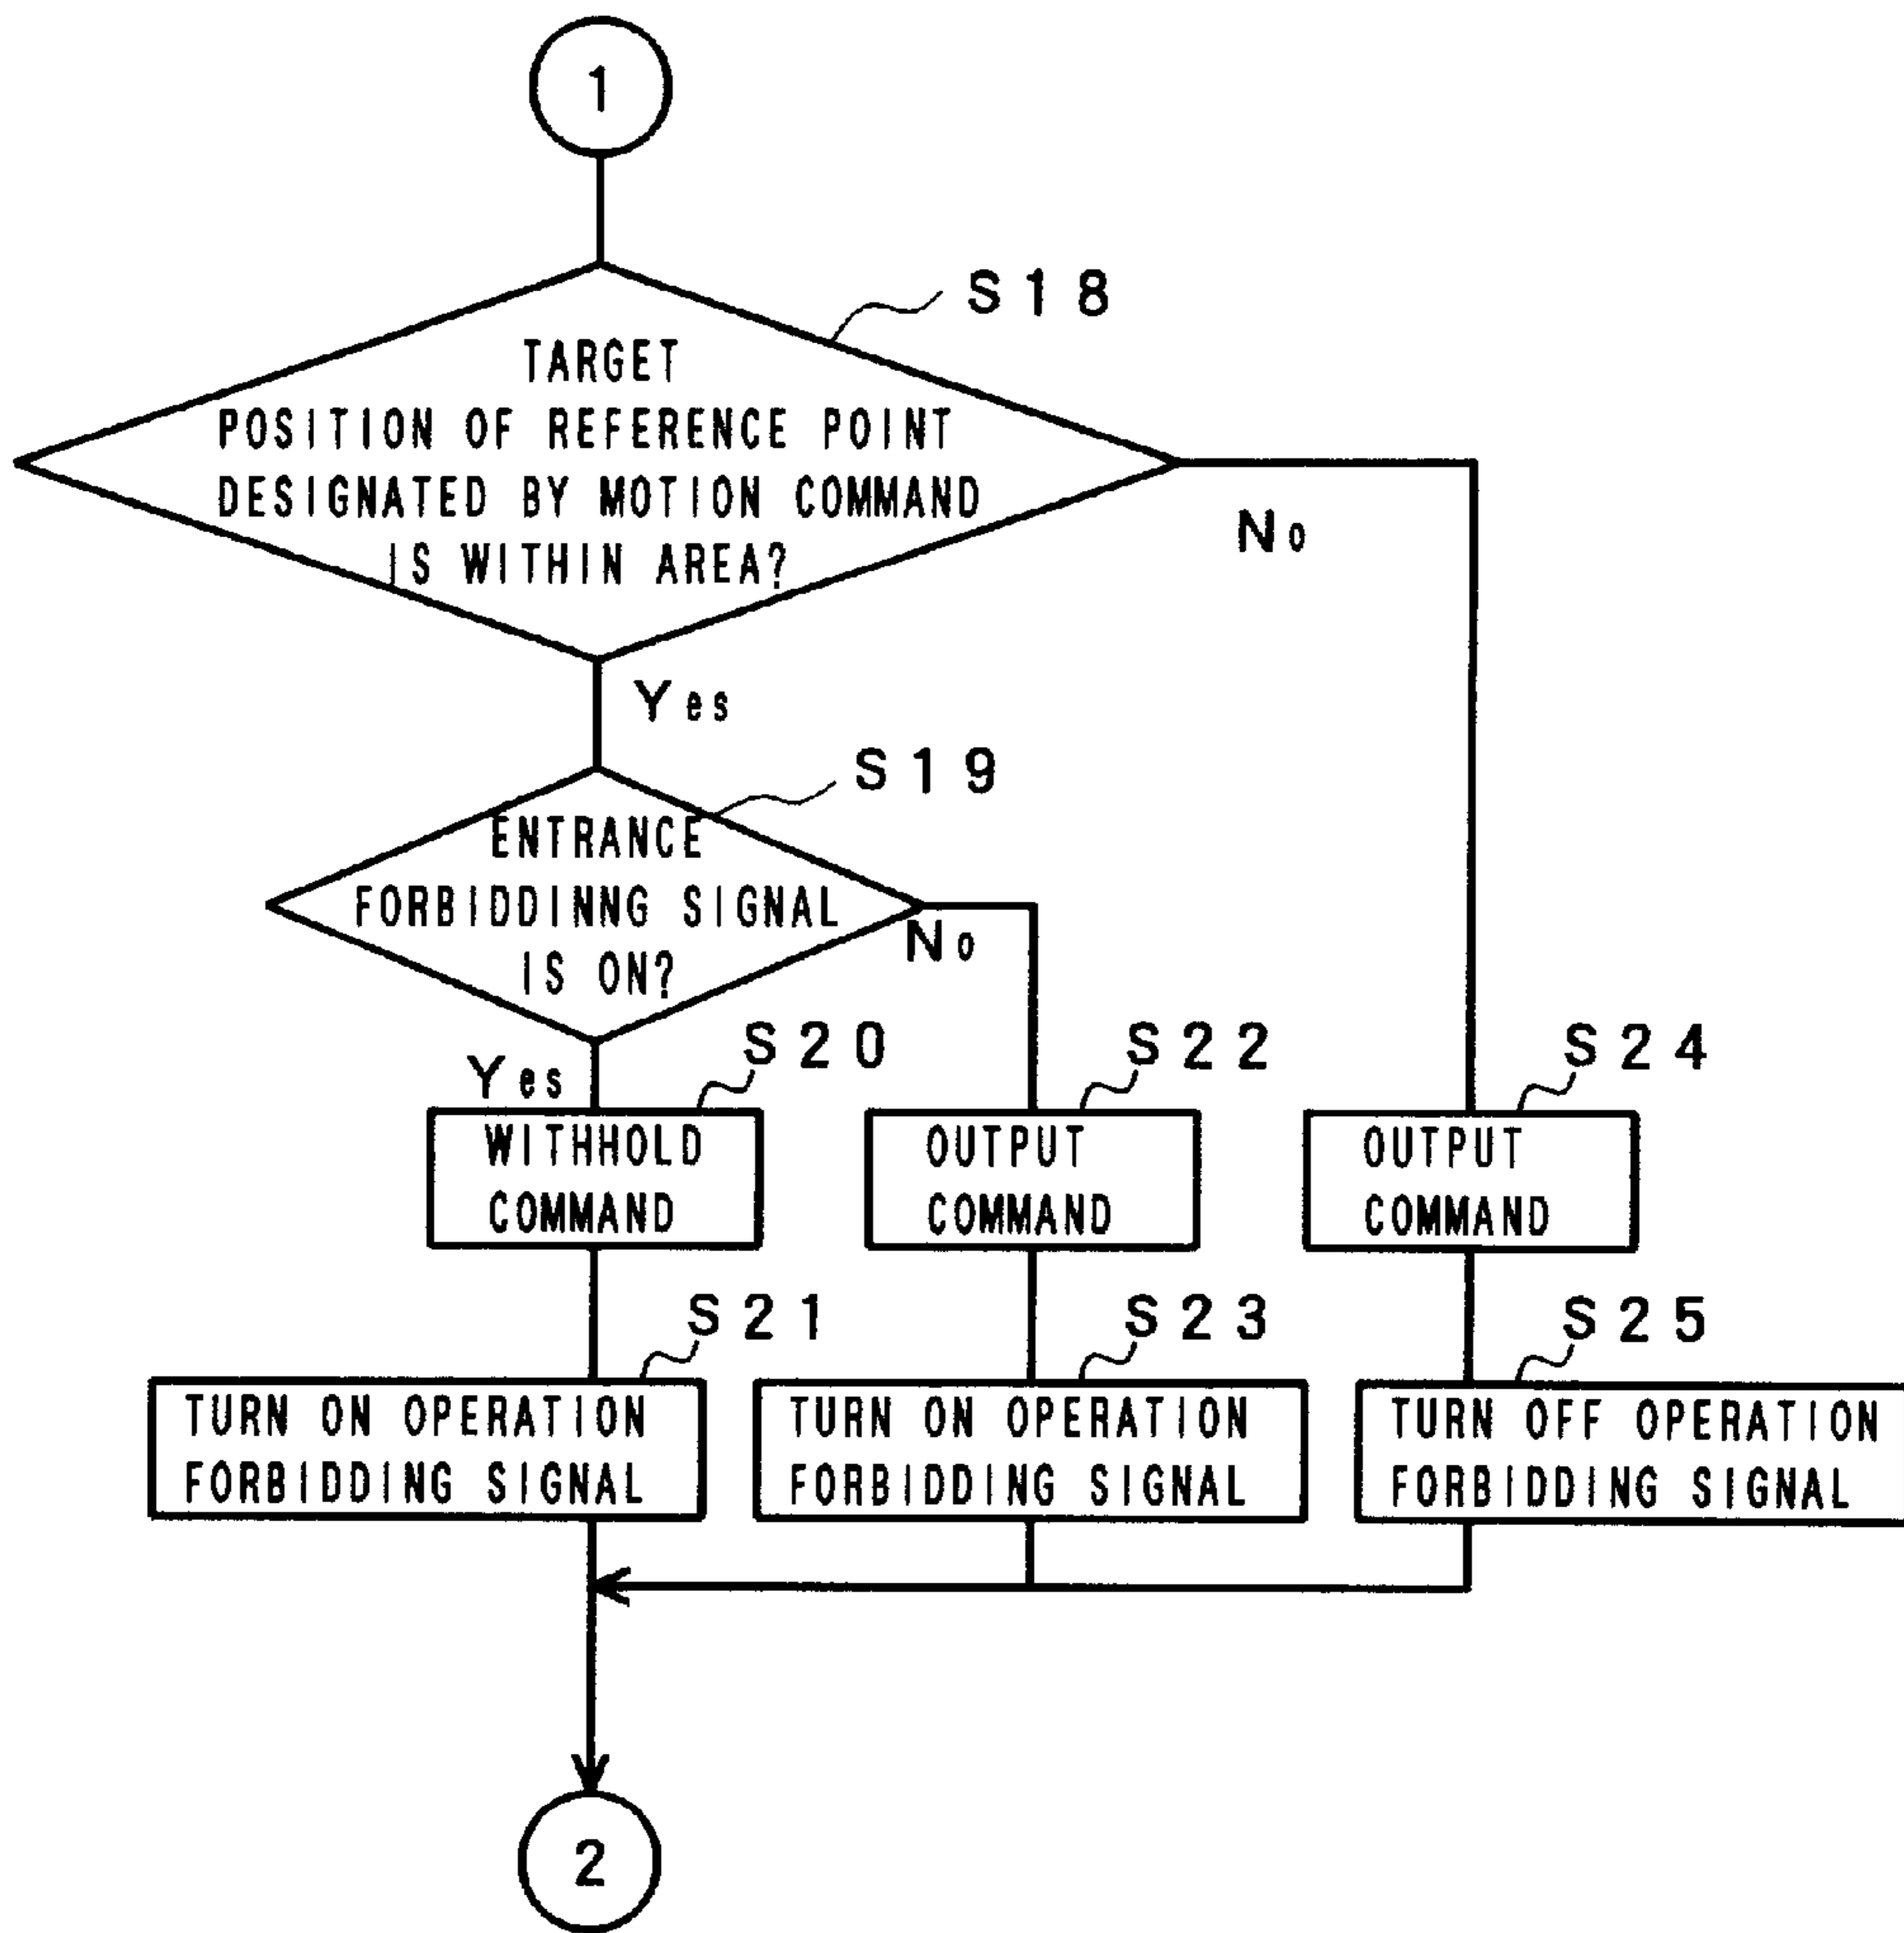 1
S18
TARGET
POSITION OF REFERENCE POINT
DESIGNATED BY MOTION COMMAND
IS WITHIN AREA?
No
Yes
S19
ENTRANCE
FORBIDDINNG SIGNAL
IS ON?
No
Yes
S20
WITHHOLD
COMMAND
S22
OUTPUT
COMMAND
S24
OUTPUT
COMMAND
S21
TURN ON OPERATION
FORBIDDING SIGNAL
S23
TURN ON OPERATION
FORBIDDING SIGNAL
S25
TURN OFF OPERATION
FORBIDDING SIGNAL
2